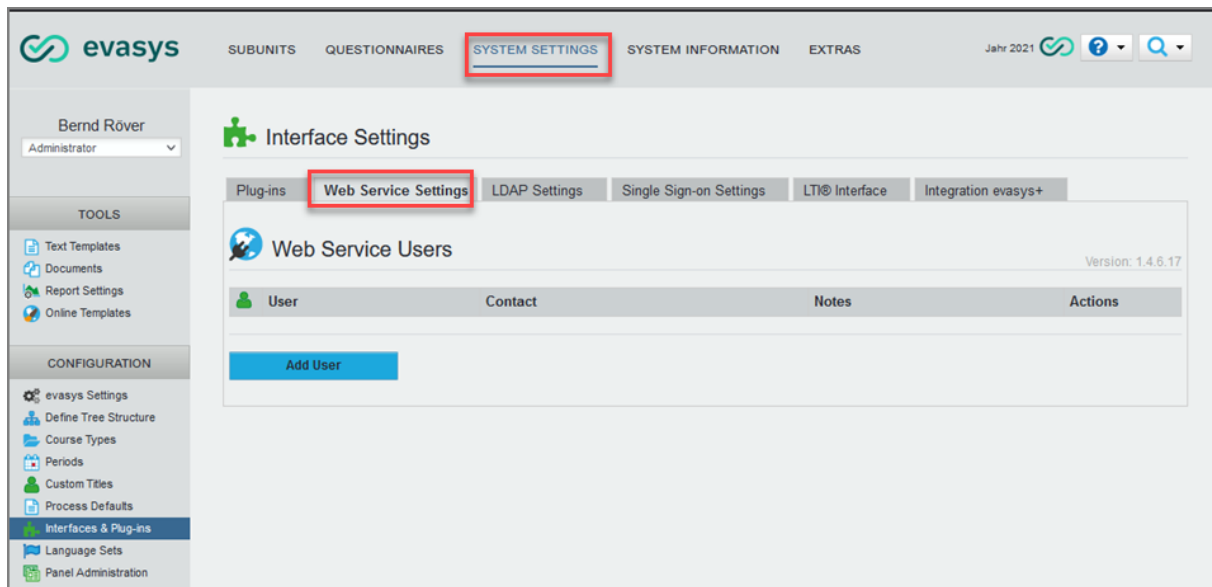 evasys
SUBUNITS QUESTIONNAIRES SYSTEM SETTINGS SYSTEM INFORMATION EXTRAS Jahr 2021
Bernd Röver
Administrator
TOOLS
Text Templates
Documents
Report Settings
Online Templates
CONFIGURATION
evasys Settings
Define Tree Structure
Course Types
Periods
Custom Titles
Process Defaults
Interfaces & Plug-ins
Language Sets
Panel Administration
Interface Settings
Plug-ins Web Service Settings LDAP Settings Single Sign-on Settings LTI® Interface Integration evasys+
Web Service Users
Version: 1.4.6.17
User Contact Notes Actions
Add User